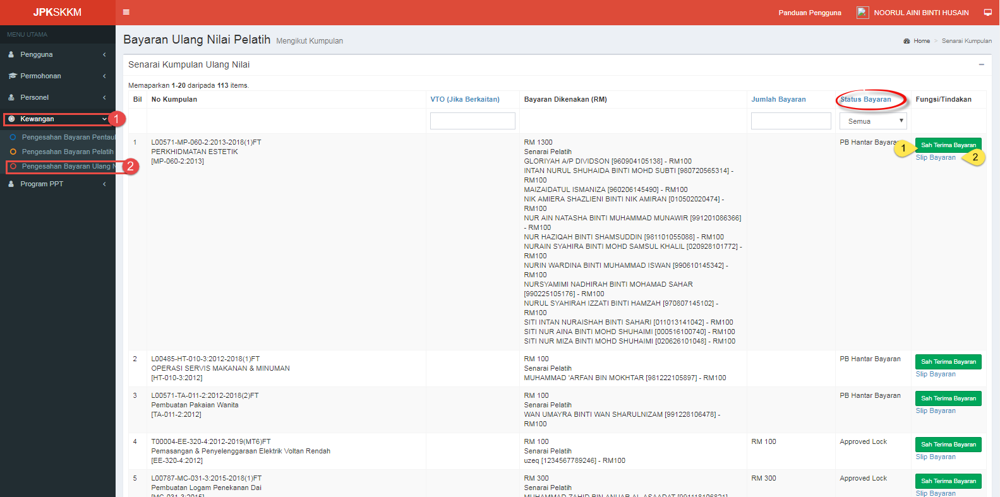 JPKSKKM
Panduan Pengguna
NOORUL AINI BINTI HUSAIN
MENU UTAMA
Pengguna
Permohonan
Personel
Kewangan
1
Pengesahan Bayaran Pentaul
Pengesahan Bayaran Pelatih
Pengesahan Bayaran Ulang N
2
Program PPT
Bayaran Ulang Nilai Pelatih Mengikut Kumpulan
Home > Senarai Kumpulan
Senarai Kumpulan Ulang Nilai
Memaparkan 1-20 daripada 113 items.
Bil No Kumpulan VTO (Jika Berkaitan) Bayaran Dikenakan (RM) Jumlah Bayaran Status Bayaran Fungsi/Tindakan
Semua
1 L00571-MP-060-2:2013-2018(1)FT
PERKHIDMATAN ESTETIK
[MP-060-2:2013]
RM 1300
Senarai Pelatih
GLORIYAH A/P DIVIDSON [960904105138] - RM100
INTAN NURUL SHUHAIDA BINTI MOHD SUBTI [980720565314] -
RM100
MAIZAIDATUL ISMANIZA [960206145490] - RM100
NIK AMIERA SHAZLIENI BINTI NIK AMIRAN [010502020474] -
RM100
NUR AIN NATASHA BINTI MUHAMMAD MUNAWIR [991201086366]
- RM100
NUR HAZIQAH BINTI SHAMSUDDIN [981101055088] - RM100
NURAIN SYAHIRA BINTI MOHD SAMSUL KHALIL [020928101772] -
RM100
NURIN WARDINA BINTI MUHAMMAD ISWAN [990610145342] -
RM100
NURSYAMIMI NADHIRAH BINTI MOHAMAD SAHAR
[990225105176] - RM100
NURUL SYAHIRAH IZZATI BINTI HAMZAH [970807145102] -
RM100
SITI INTAN NURAISHAH BINTI SAHARI [011013141042] - RM100
SITI NUR AINA BINTI MOHD SHUHAIMI [000516100740] - RM100
SITI NUR MIZA BINTI MOHD SHUHAIMI [020626101048] - RM100
PB Hantar Bayaran
1
Sah Terima Bayaran
Slip Bayaran
2
2 L00485-HT-010-3:2012-2018(1)FT
OPERASI SERVIS MAKANAN & MINUMAN
[HT-010-3:2012]
RM 100
Senarai Pelatih
MUHAMMAD 'ARFAN BIN MOKHTAR [981222105897] - RM100
PB Hantar Bayaran
Sah Terima Bayaran
Slip Bayaran
3 L00571-TA-011-2:2012-2018(2)FT
Pembuatan Pakaian Wanita
[TA-011-2:2012]
RM 100
Senarai Pelatih
WAN UMAYRA BINTI WAN SHARULNIZAM [991228106478] -
RM100
PB Hantar Bayaran
Sah Terima Bayaran
Slip Bayaran
4 T00004-EE-320-4:2012-2019(MT6)FT
Pemasangan & Penyelenggaraan Elektrik Voltan Rendah
[EE-320-4:2012]
RM 100
Senarai Pelatih
uzeq [1234567789246] - RM100
RM 100
Approved Lock
Sah Terima Bayaran
Slip Bayaran
5 L00787-MC-031-3:2015-2018(1)FT
Pembuatan Logam Penekanan Dai
[MC-031-3:2015]
RM 300
Senarai Pelatih
MUHAMMAD ZAHID BIN ANUAR AL-ASAADAT [991118106821]
RM 300
Approved Lock
Sah Terima Bayaran
Slip Bayaran